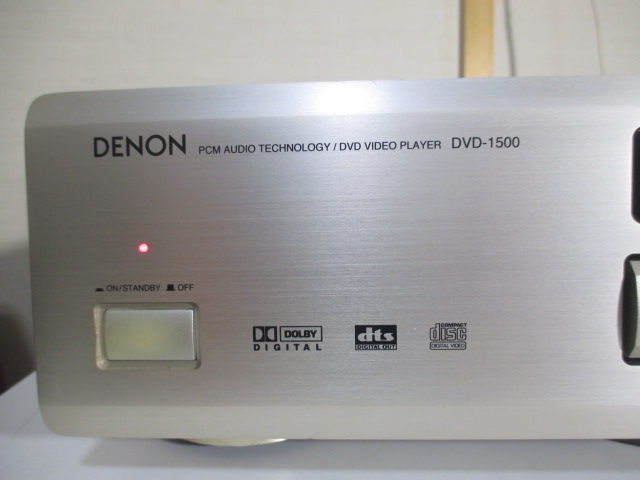 DENON PCM AUDIO TECHNOLOGY / DVD VIDEO PLAYER DVD-1500
ON/STANDBY OFF
DOLBY
DIGITAL
dts
DIGITAL OUT
COMPACT
disc
DIGITAL VIDEO